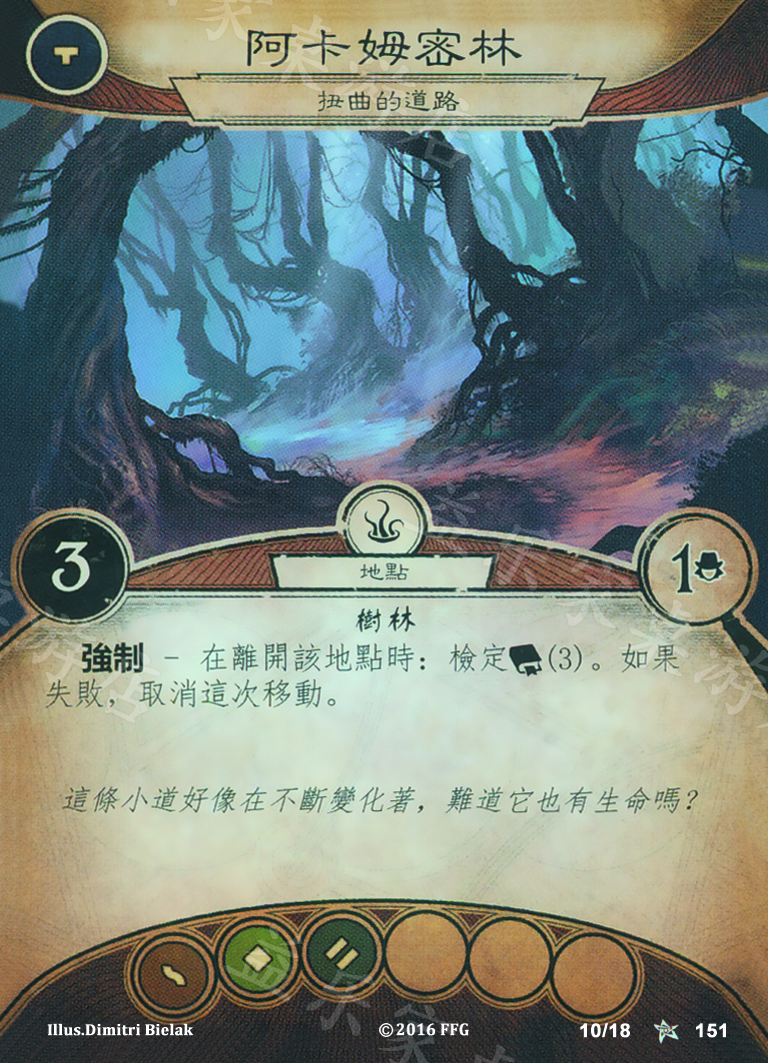 阿卡姆密林
扭曲的道路
3
1
地點
樹林
強制 – 在離開該地點時：檢定(3)。如果
失敗，取消這次移動。
這條小道好像在不斷變化著，難道它也有生命嗎？
Illus.Dimitri Bielak ©2016 FFG 10/18 151